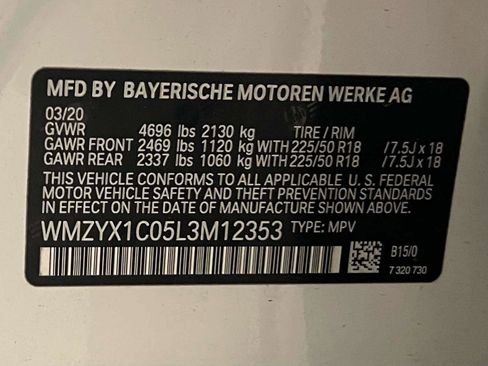 MFD BY BAYERISCHE MOTOREN WERKE AG
03/20
GVWR 4696 lbs 2130 kg TIRE / RIM
GAWR FRONT 2469 lbs 1120 kg WITH 225/50 R18 /7.5J x 18
GAWR REAR 2337 lbs 1060 kg WITH 225/50 R18 /7.5J x 18
THIS VEHICLE CONFORMS TO ALL APPLICABLE U. S. FEDERAL
MOTOR VEHICLE SAFETY AND THEFT PREVENTION STANDARDS
IN EFFECT ON THE DATE OF MANUFACTURE SHOWN ABOVE.
WMZYX1C05L3M12353 TYPE: MPV
B15/0
7 320 730